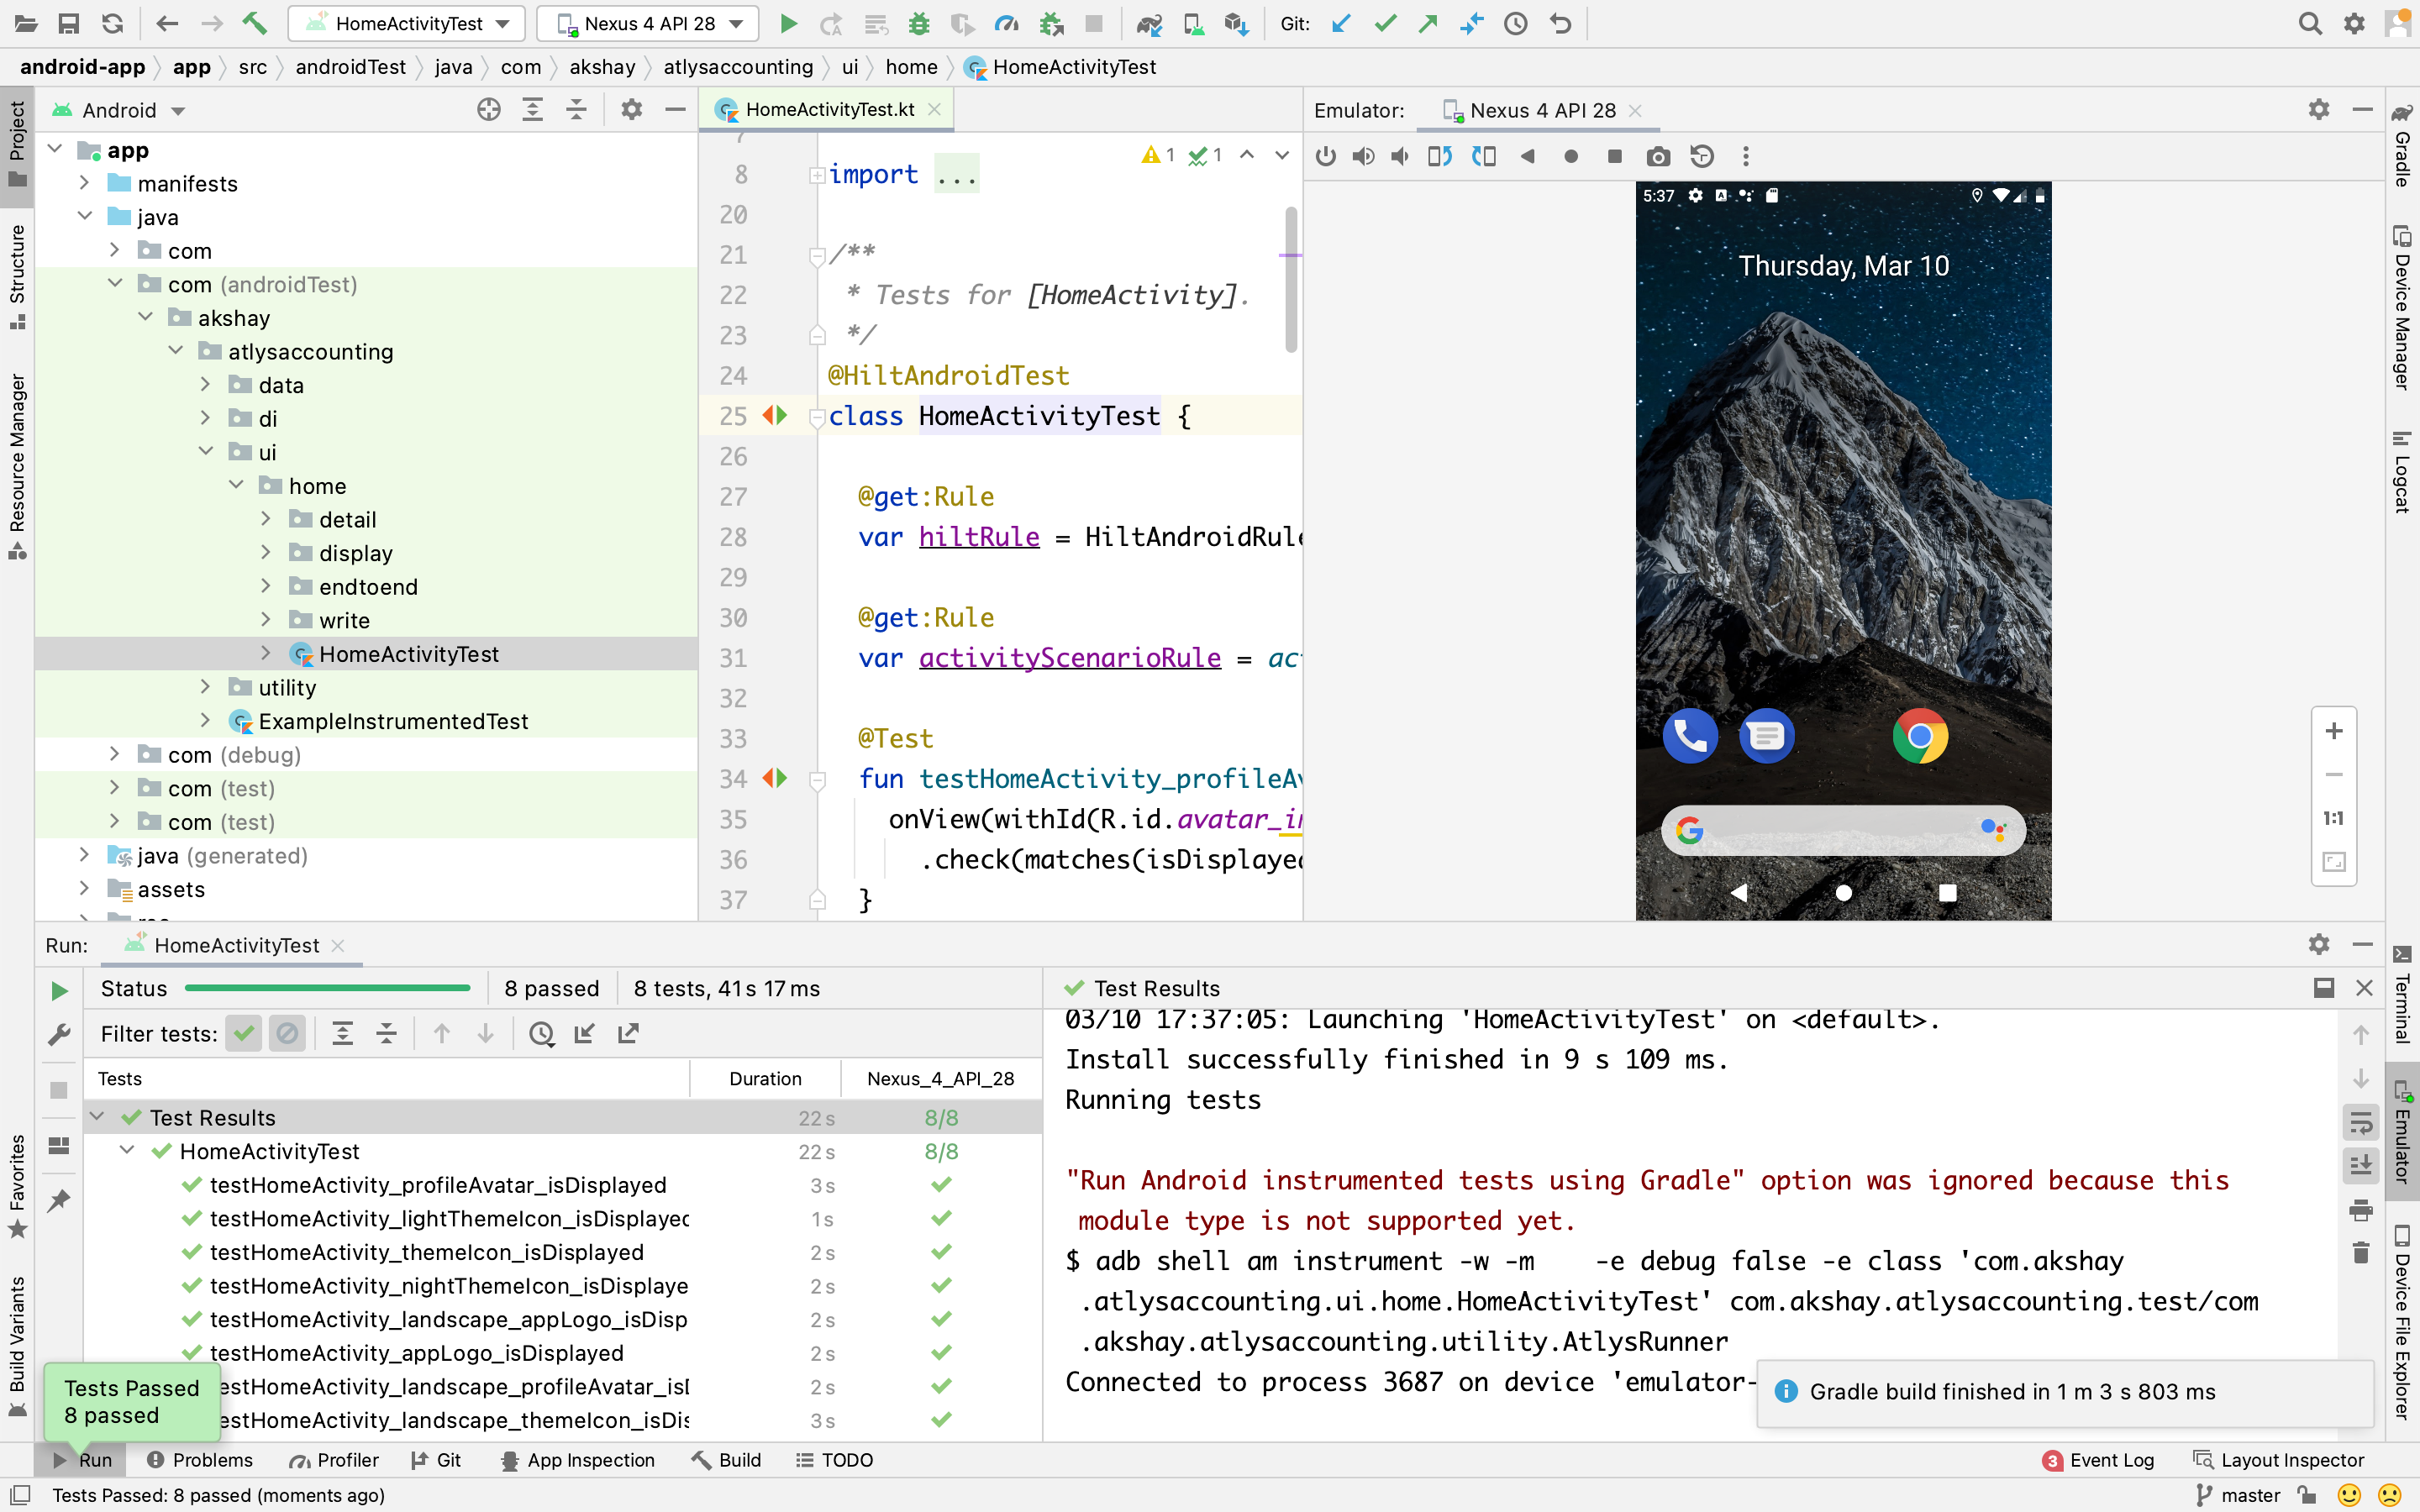 HomeActivityTest
Nexus 4 API 28
Git:
android-app app src androidTest java com akshay atlysaccounting ui home HomeActivityTest
Project
Structure
Resource Manager
Favorites
Build Variants
Android
app
manifests
java
com
com (androidTest)
akshay
atlysaccounting
data
di
ui
home
detail
display
endtoend
write
HomeActivityTest
utility
ExampleInstrumentedTest
com (debug)
com (test)
com (test)
java (generated)
assets
HomeActivityTest.kt
1 1
7
8 import ...
20
21 /**
22 * Tests for [HomeActivity].
23 */
24 @HiltAndroidTest
25 class HomeActivityTest {
26
27 @get:Rule
28 var hiltRule = HiltAndroidRule
29
30 @get:Rule
31 var activityScenarioRule = ac
32
33 @Test
34 fun testHomeActivity_profileAv
35 onView(withId(R.id.avatar_i
36 .check(matches(isDisplayed
37 }
Emulator: Nexus 4 API 28
5:37
Thursday, Mar 10
1:1
Gradle
Device Manager
Logcat
Terminal
Emulator
Device File Explorer
Run: HomeActivityTest
Status 8 passed 8 tests, 41 s 17 ms
Filter tests:
Tests Duration Nexus_4_API_28
Test Results 22 s 8/8
HomeActivityTest 22 s 8/8
testHomeActivity_profileAvatar_isDisplayed 3 s
testHomeActivity_lightThemeIcon_isDisplayed 1 s
testHomeActivity_themeIcon_isDisplayed 2 s
testHomeActivity_nightThemeIcon_isDisplaye 2 s
testHomeActivity_landscape_appLogo_isDisp 2 s
testHomeActivity_appLogo_isDisplayed 2 s
estHomeActivity_landscape_profileAvatar_is 2 s
estHomeActivity_landscape_themeIcon_isDis 3 s
Tests Passed
8 passed
Test Results
03/10 17:37:05: Launching 'HomeActivityTest' on <default>.
Install successfully finished in 9 s 109 ms.
Running tests
"Run Android instrumented tests using Gradle" option was ignored because this
module type is not supported yet.
$ adb shell am instrument -w -m    -e debug false -e class 'com.akshay
.atlysaccounting.ui.home.HomeActivityTest' com.akshay.atlysaccounting.test/com
.akshay.atlysaccounting.utility.AtlysRunner
Connected to process 3687 on device 'emulator-
Gradle build finished in 1 m 3 s 803 ms
Run Problems Profiler Git App Inspection Build TODO
3 Event Log Layout Inspector
Tests Passed: 8 passed (moments ago)
master